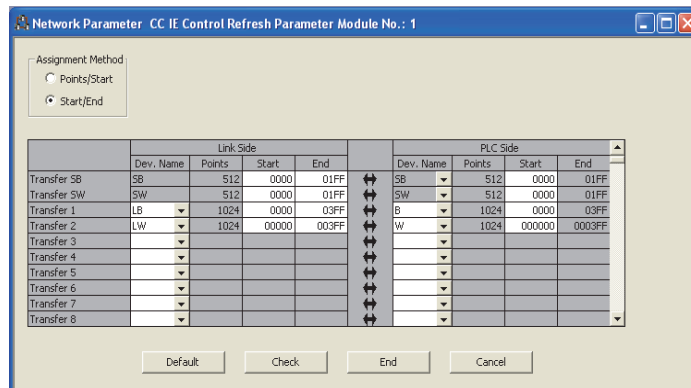 Network Parameter CC IE Control Refresh Parameter Module No.: 1
Assignment Method
Points/Start
Start/End
Link Side PLC Side
Dev. Name Points Start End Dev. Name Points Start End
Transfer SB SB 512 0000 01FF SB 512 0000 01FF
Transfer SW SW 512 0000 01FF SW 512 0000 01FF
Transfer 1 LB 1024 0000 03FF B 1024 0000 03FF
Transfer 2 LW 1024 00000 003FF W 1024 000000 0003FF
Transfer 3
Transfer 4
Transfer 5
Transfer 6
Transfer 7
Transfer 8
Default Check End Cancel